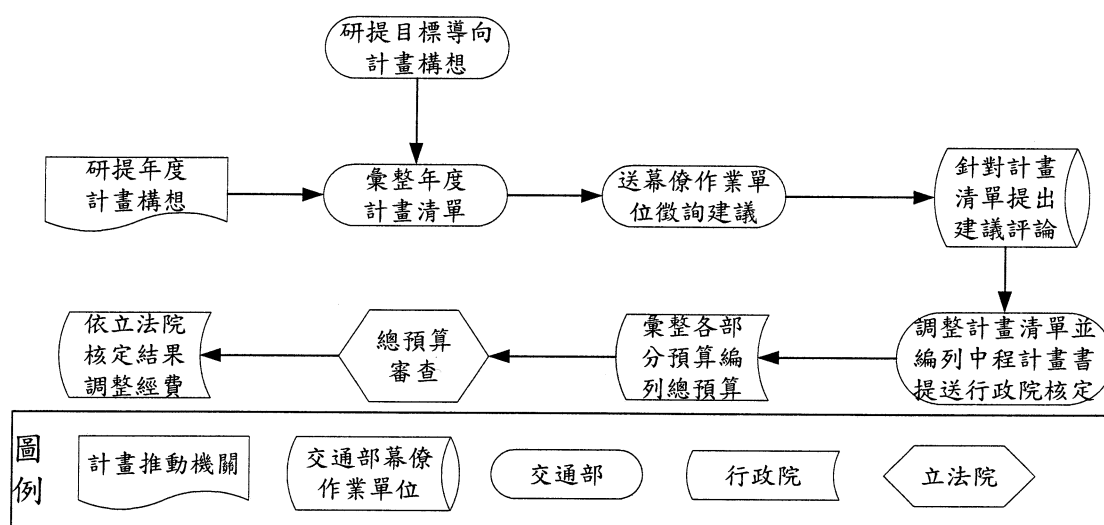 研提目標導向
計畫構想
研提年度
計畫構想
彙整年度
計畫清單
送幕僚作業單
位徵詢建議
針對計畫
清單提出
建議評論
調整計畫清單並
編列中程計畫書
提送行政院核定
彙整各部
分預算編
列總預算
總預算
審查
依立法院
核定結果
調整經費
圖例
計畫推動機關
交通部幕僚
作業單位
交通部
行政院
立法院